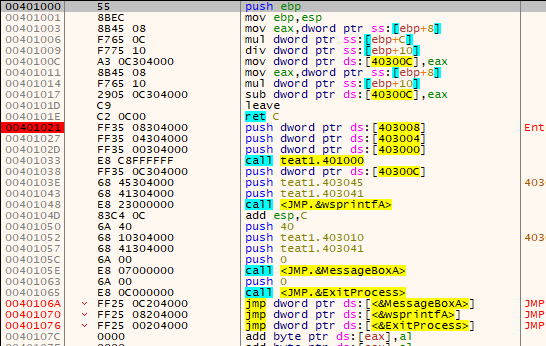 00401000 55 push ebp
00401001 8BEC mov ebp,esp
00401003 8B45 08 mov eax,dword ptr ss:[ebp+8]
00401006 F765 0C mul dword ptr ss:[ebp+C]
00401009 F775 10 div dword ptr ss:[ebp+10]
0040100C A3 0C304000 mov dword ptr ds:[40300C],eax
00401011 8B45 08 mov eax,dword ptr ss:[ebp+8]
00401014 F765 10 mul dword ptr ss:[ebp+10]
00401017 2905 0C304000 sub dword ptr ds:[40300C],eax
0040101D C9 leave
0040101E C2 0C00 ret C
00401021 FF35 08304000 push dword ptr ds:[403008] Ent
00401027 FF35 04304000 push dword ptr ds:[403004]
0040102D FF35 00304000 push dword ptr ds:[403000]
00401033 E8 C8FFFFFF call teat1.401000
00401038 FF35 0C304000 push dword ptr ds:[40300C]
0040103E 68 45304000 push teat1.403045 403
00401043 68 41304000 push teat1.403041
00401048 E8 23000000 call <JMP.&wsprintfA>
0040104D 83C4 0C add esp,C
00401050 6A 40 push 40
00401052 68 10304000 push teat1.403010 403
00401057 68 41304000 push teat1.403041
0040105C 6A 00 push 0
0040105E E8 07000000 call <JMP.&MessageBoxA>
00401063 6A 00 push 0
00401065 E8 0C000000 call <JMP.&ExitProcess>
0040106A FF25 0C204000 jmp dword ptr ds:[<&MessageBoxA>] JMP
00401070 FF25 08204000 jmp dword ptr ds:[<&wsprintfA>] JMP
00401076 FF25 00204000 jmp dword ptr ds:[<&ExitProcess>] JMP
0040107C 0000 add byte ptr ds:[eax],al